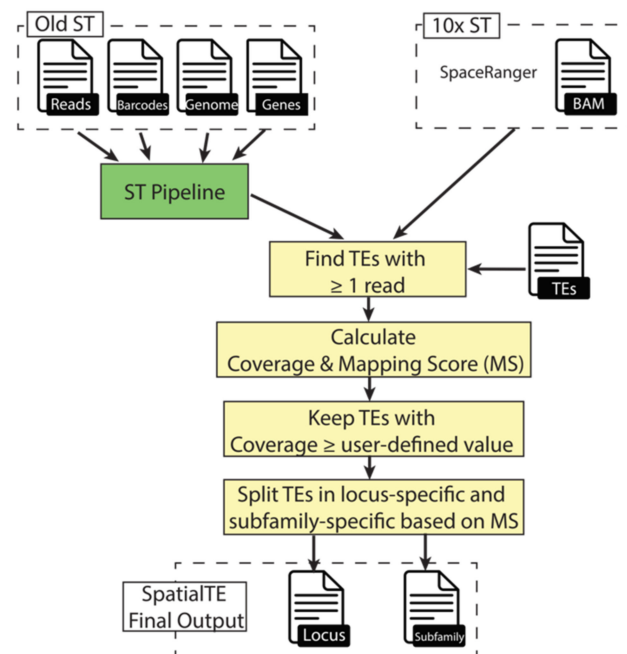 Old ST
10x ST
Reads
Barcodes
Genome
Genes
SpaceRanger
BAM
ST Pipeline
Find TEs with
≥ 1 read
TEs
Calculate
Coverage & Mapping Score (MS)
Keep TEs with
Coverage ≥ user-defined value
Split TEs in locus-specific and
subfamily-specific based on MS
SpatialTE
Final Output
Locus
Subfamily